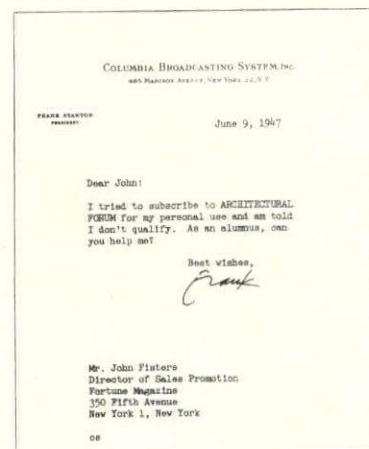 COLUMBIA BROADCASTING SYSTEM, INC.
485 MADISON AVENUE, NEW YORK 22, N.Y.
FRANK STANTON
PRESIDENT
June 9, 1947
Dear John:
I tried to subscribe to ARCHITECTURAL
FORUM for my personal use and am told
I don't qualify. As an alumnus, can
you help me?
Best wishes,
Frank
Mr. John Fisters
Director of Sales Promotion
Fortune Magazine
350 Fifth Avenue
New York 1, New York